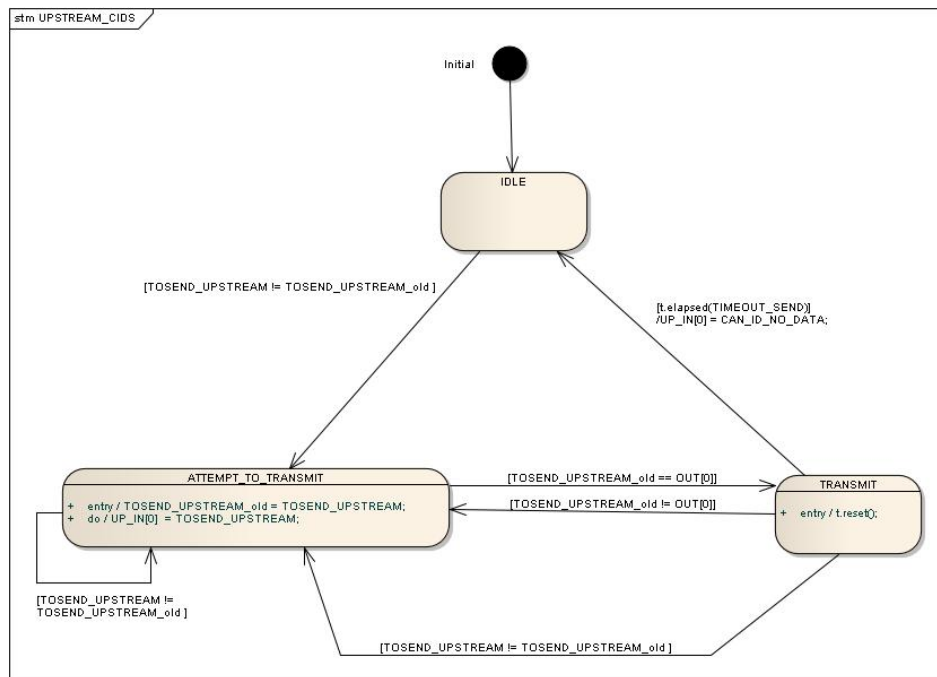 stm UPSTREAM_CIDS
Initial
IDLE
[TOSEND_UPSTREAM != TOSEND_UPSTREAM_old ]
[t.elapsed(TIMEOUT_SEND)]
/UP_IN[0] = CAN_ID_NO_DATA;
ATTEMPT_TO_TRANSMIT
+ entry / TOSEND_UPSTREAM_old = TOSEND_UPSTREAM;
+ do / UP_IN[0] = TOSEND_UPSTREAM;
[TOSEND_UPSTREAM_old == OUT[0]]
[TOSEND_UPSTREAM_old != OUT[0]]
TRANSMIT
+ entry / t.reset();
[TOSEND_UPSTREAM !=
TOSEND_UPSTREAM_old ]
[TOSEND_UPSTREAM != TOSEND_UPSTREAM_old ]